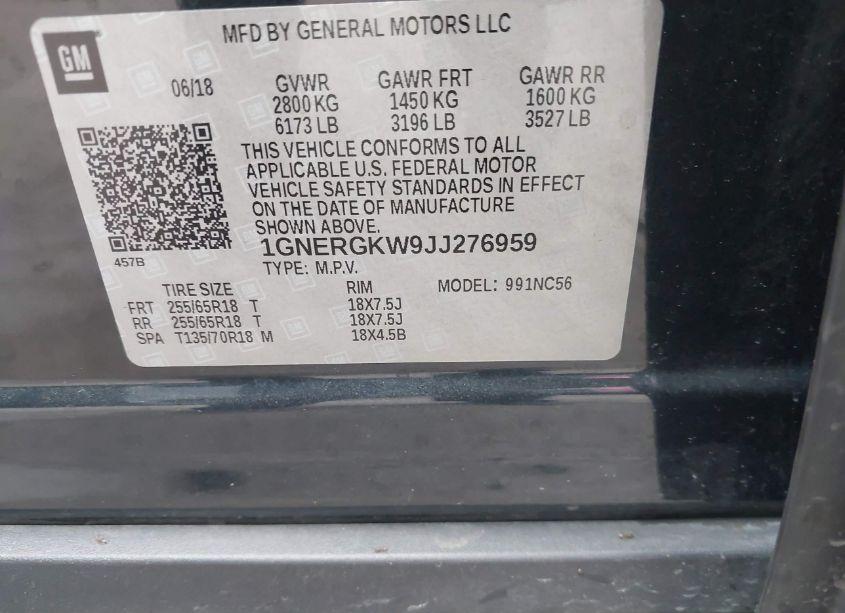 GM
MFD BY GENERAL MOTORS LLC
06/18
GVWR GAWR FRT GAWR RR
2800 KG 1450 KG 1600 KG
6173 LB 3196 LB 3527 LB
THIS VEHICLE CONFORMS TO ALL
APPLICABLE U.S. FEDERAL MOTOR
VEHICLE SAFETY STANDARDS IN EFFECT
ON THE DATE OF MANUFACTURE
SHOWN ABOVE.
1GNERGKW9JJ276959
457B
TYPE: M.P.V.
TIRE SIZE RIM MODEL: 991NC56
FRT 255/65R18 T 18X7.5J
RR 255/65R18 T 18X7.5J
SPA T135/70R18 M 18X4.5B